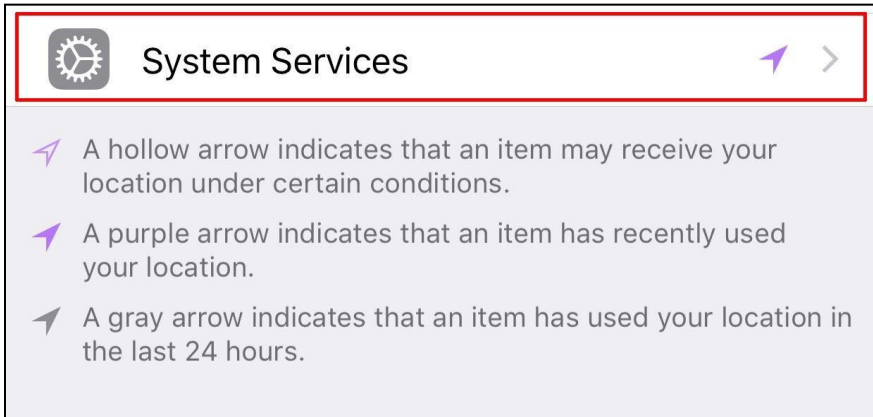 System Services
A hollow arrow indicates that an item may receive your
location under certain conditions.
A purple arrow indicates that an item has recently used
your location.
A gray arrow indicates that an item has used your location in
the last 24 hours.